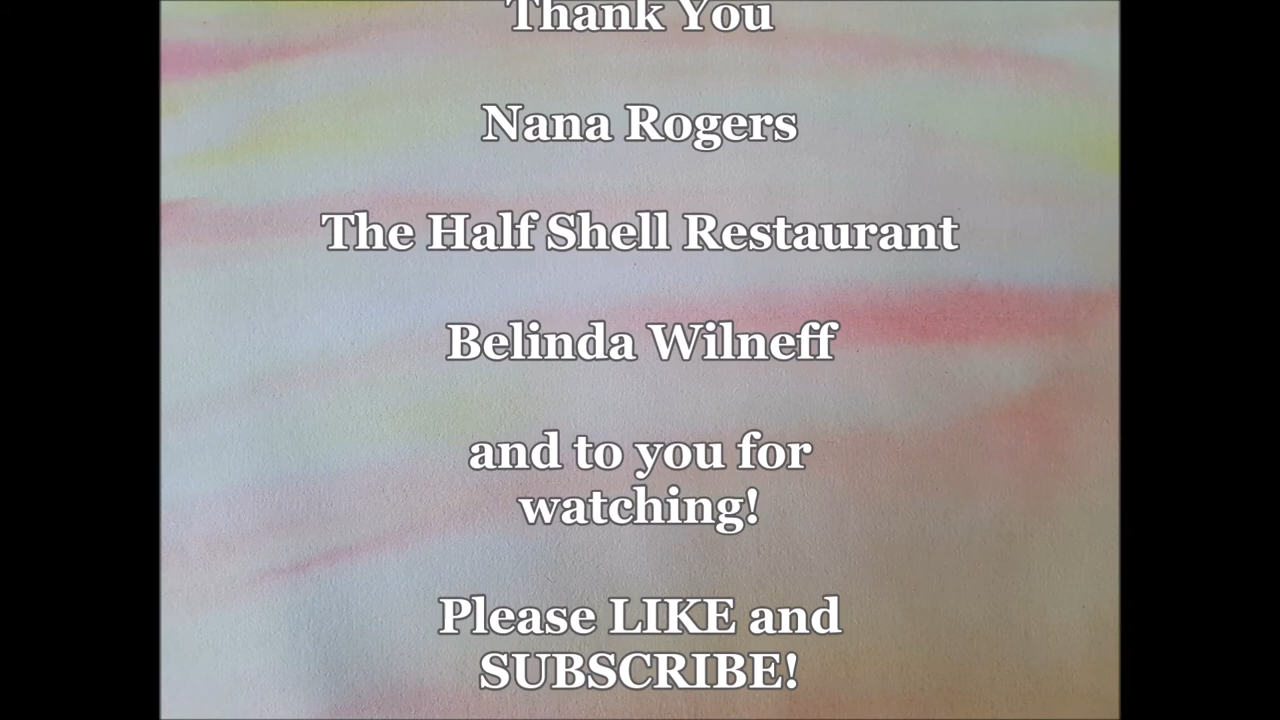 Thank You
Nana Rogers
The Half Shell Restaurant
Belinda Wilneff
and to you for
watching!
Please LIKE and
SUBSCRIBE!